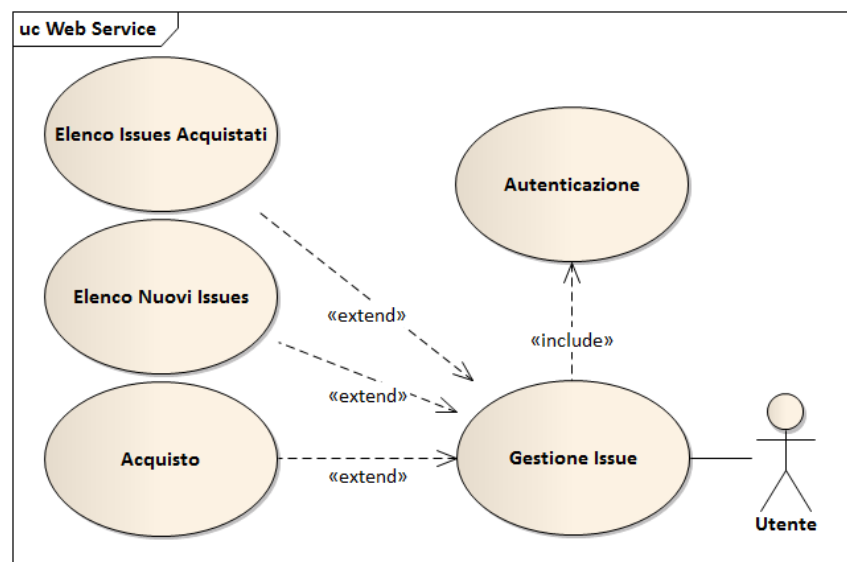 uc Web Service
Elenco Issues Acquistati
Autenticazione
Elenco Nuovi Issues
«extend»
«include»
«extend»
Acquisto
«extend»
Gestione Issue
Utente